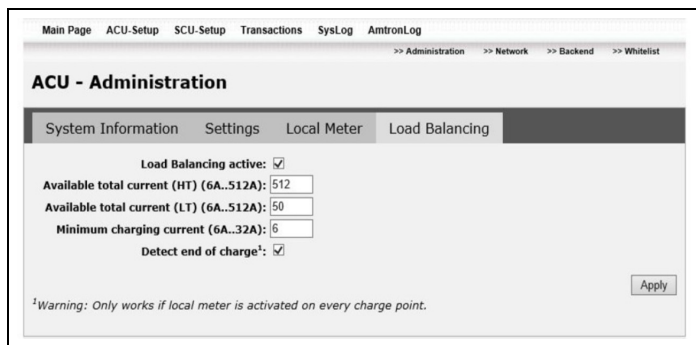 Main Page ACU-Setup SCU-Setup Transactions SysLog AmtronLog
>> Administration >> Network >> Backend >> Whitelist
ACU - Administration
System Information Settings Local Meter Load Balancing
Load Balancing active:
Available total current (HT) (6A..512A): 512
Available total current (LT) (6A..512A): 50
Minimum charging current (6A..32A): 6
Detect end of charge¹:
Apply
¹Warning: Only works if local meter is activated on every charge point.